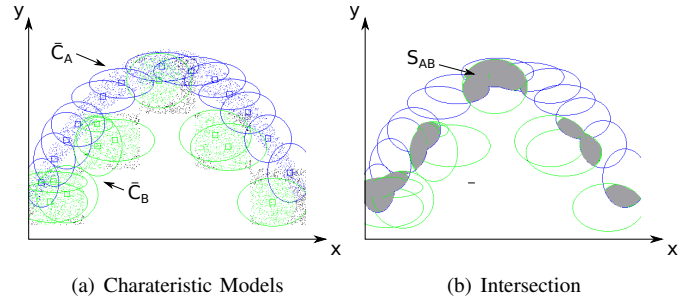 y
C̄A
C̄B
x
(a) Charateristic Models
y
SAB
x
(b) Intersection